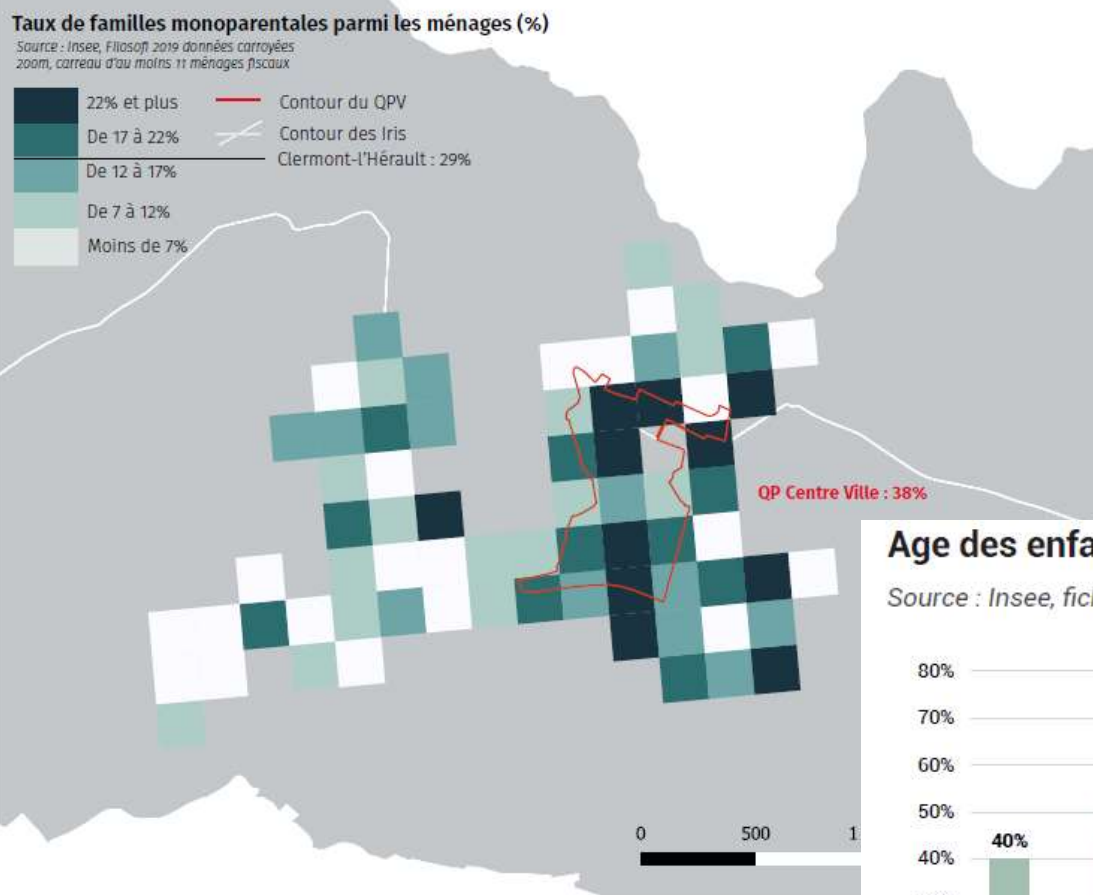 Taux de familles monoparentales parmi les ménages (%)
Source : Insee, Filosofi 2019 données carroyées
200m, carreau d'au moins 11 ménages fiscaux
22% et plus
De 17 à 22%
De 12 à 17%
De 7 à 12%
Moins de 7%
Contour du QPV
Contour des Iris
Clermont-l'Hérault : 29%
QP Centre Ville : 38%
0 500 1
Age des enfa
Source : Insee, fich
80%
70%
60%
50%
40%
40%